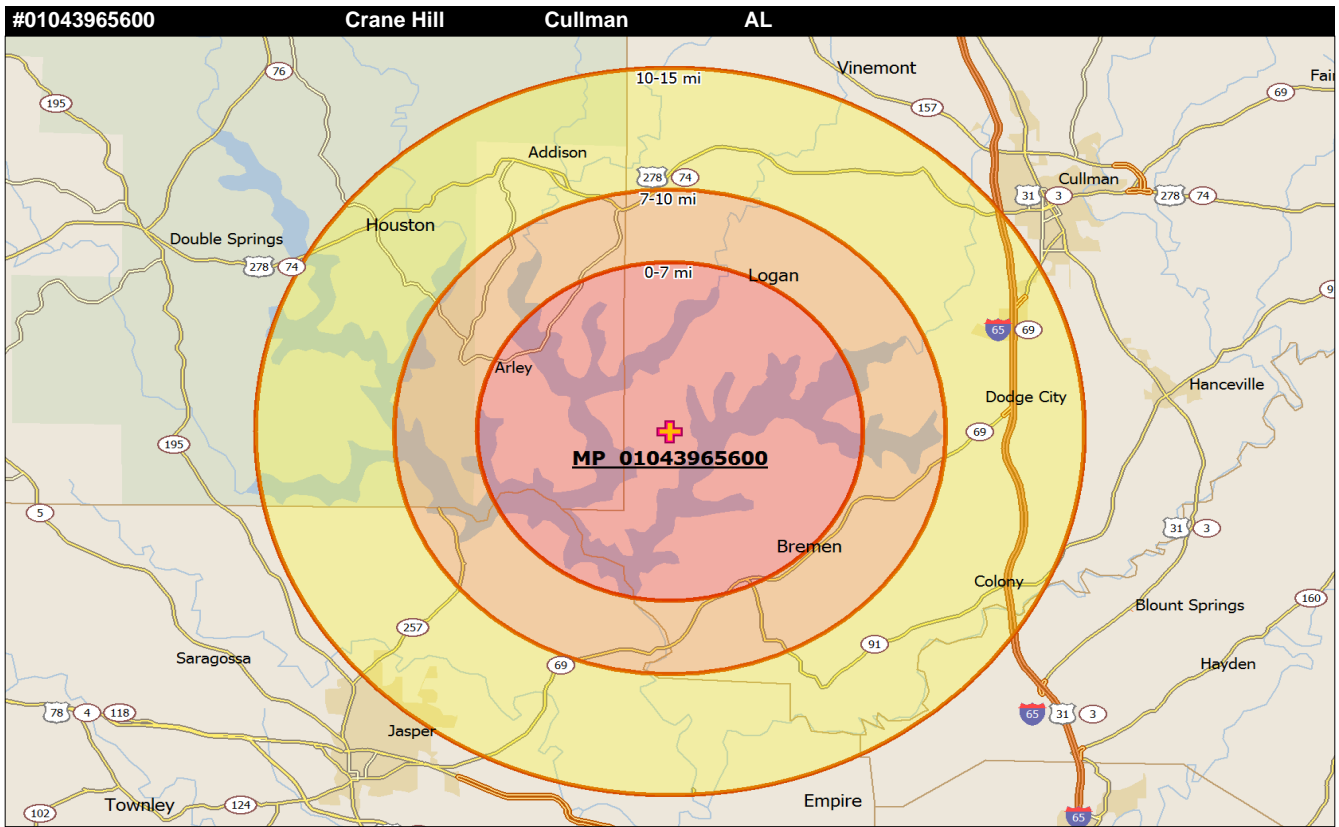 #01043965600 Crane Hill Cullman AL
10-15 mi
Vinemont
76
Fair
69
195
157
Addison
278 74
Cullman
7-10 mi
31 3
278 74
Houston
Double Springs
278 74
0-7 mi
Logan
9
65 69
Arley
Hanceville
Dodge City
195
69
MP 01043965600
5
31 3
Bremen
Colony
Blount Springs
160
257
91
Saragossa
69
Hayden
78 4 118
65 31 3
Jasper
Townley
124
Empire
102
65